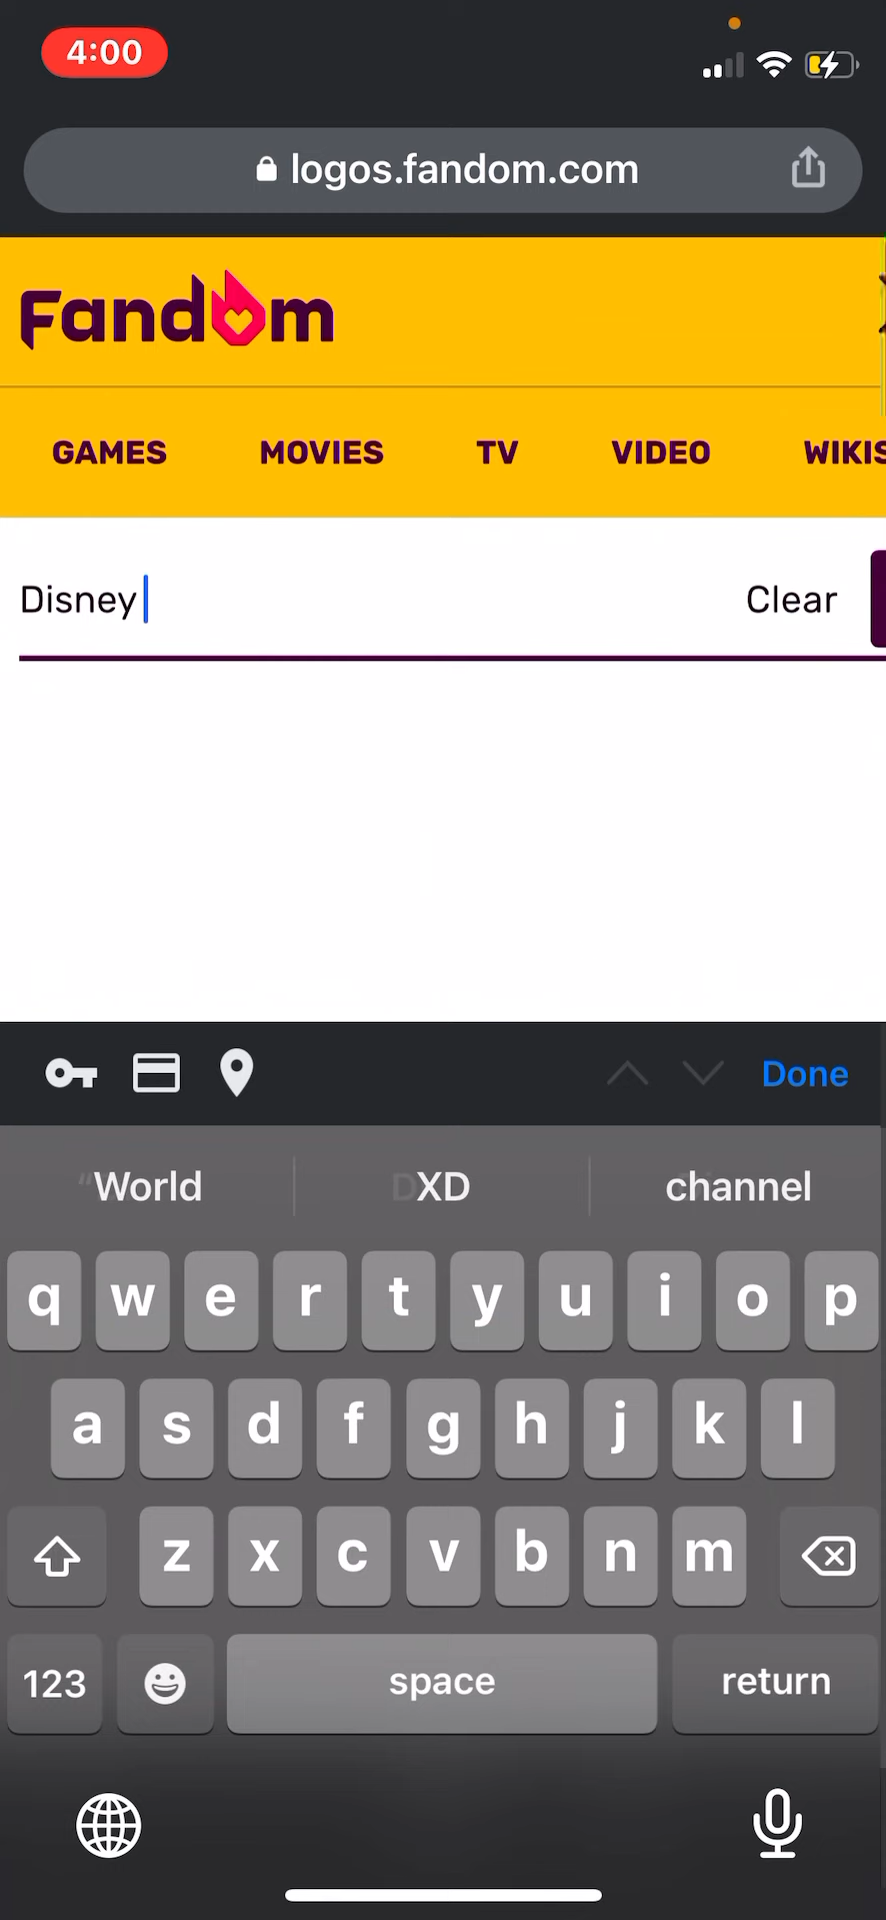 4:00
logos.fandom.com
Fandom
GAMES MOVIES TV VIDEO WIKIS
Disney Clear
Done
World XD channel
q w e r t y u i o p
a s d f g h j k l
z x c v b n m
123 space return